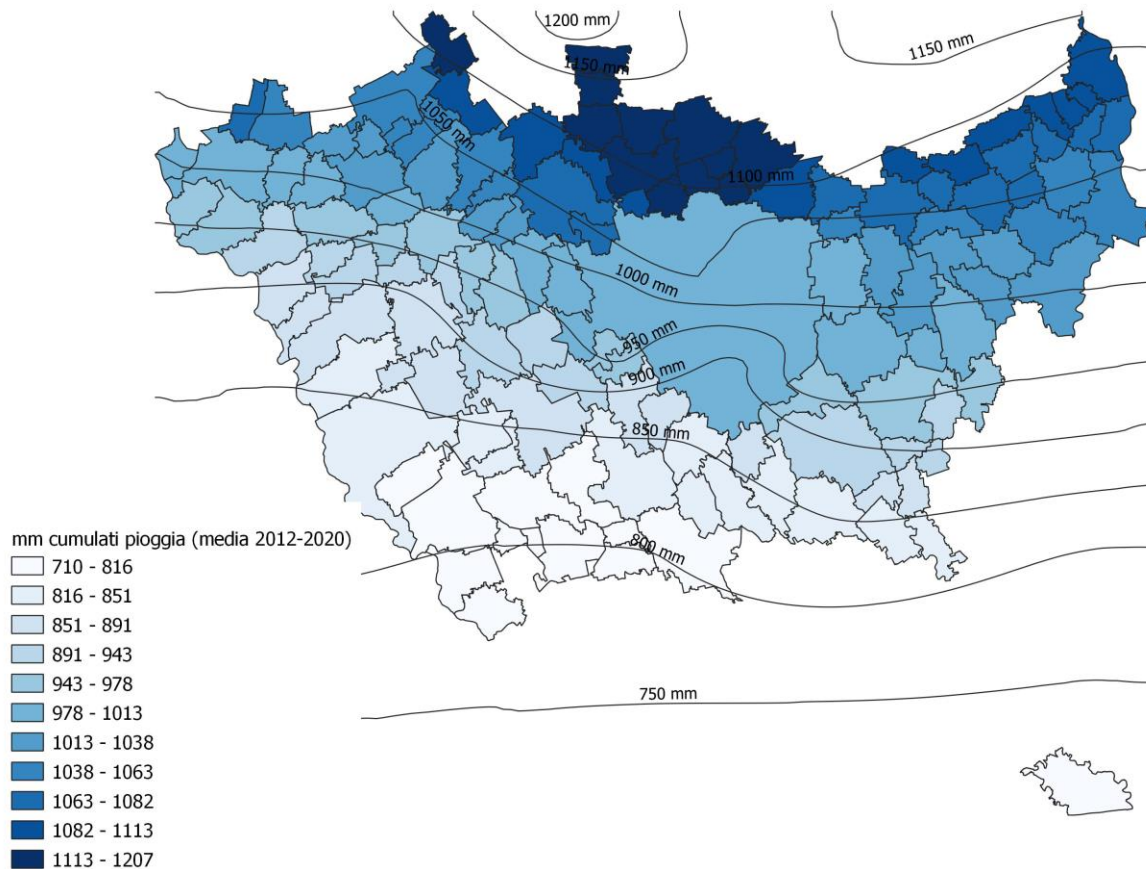 1200 mm
1150 mm
1150 mm
1050 mm
1100 mm
1000 mm
950 mm
900 mm
850 mm
800 mm
750 mm
mm cumulati pioggia (media 2012-2020)
710 - 816
816 - 851
851 - 891
891 - 943
943 - 978
978 - 1013
1013 - 1038
1038 - 1063
1063 - 1082
1082 - 1113
1113 - 1207